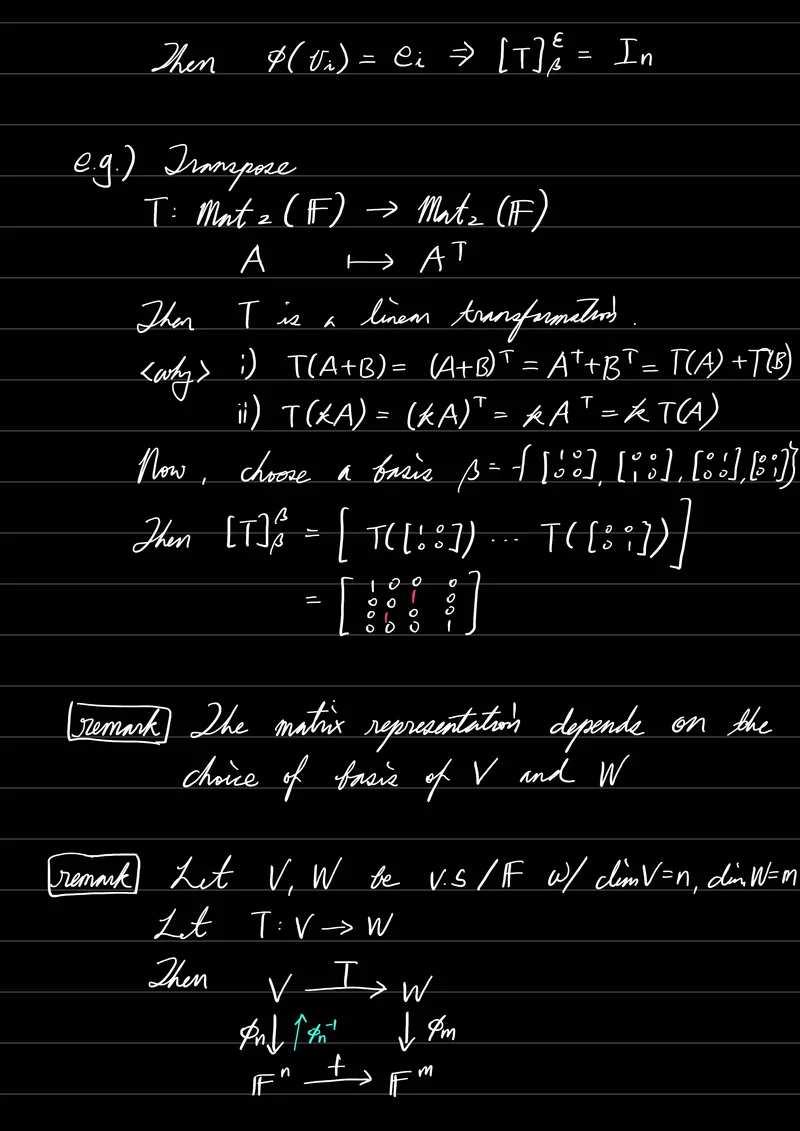 Then ϕ(vᵢ) = eᵢ ⇒ [T]_β^ε = Iₙ
e.g.) Transpose
T: Mat₂(𝔽) → Mat₂(𝔽)
A ⟼ Aᵀ
Then T is a linear transformation.
<why> i) T(A+B) = (A+B)ᵀ = Aᵀ+Bᵀ = T(A)+T(B)
ii) T(kA) = (kA)ᵀ = kAᵀ = kT(A)
Now, choose a basis β = {[1 0; 0 0], [0 0; 1 0], [0 1; 0 0], [0 0; 0 1]}
Then [T]_β^β = [T([1 0; 0 0]) ... T([0 0; 0 1])]
= [1 0 0 0; 0 0 1 0; 0 1 0 0; 0 0 0 1]
remark The matrix representation depends on the
choice of basis of V and W
remark Let V, W be v.s/𝔽 w/ dimV=n, dimW=m
Let T: V → W
Then V T→ W
ϕₙ↓ ↑ϕₙ⁻¹ ↓ϕₘ
𝔽ⁿ f→ 𝔽ᵐ